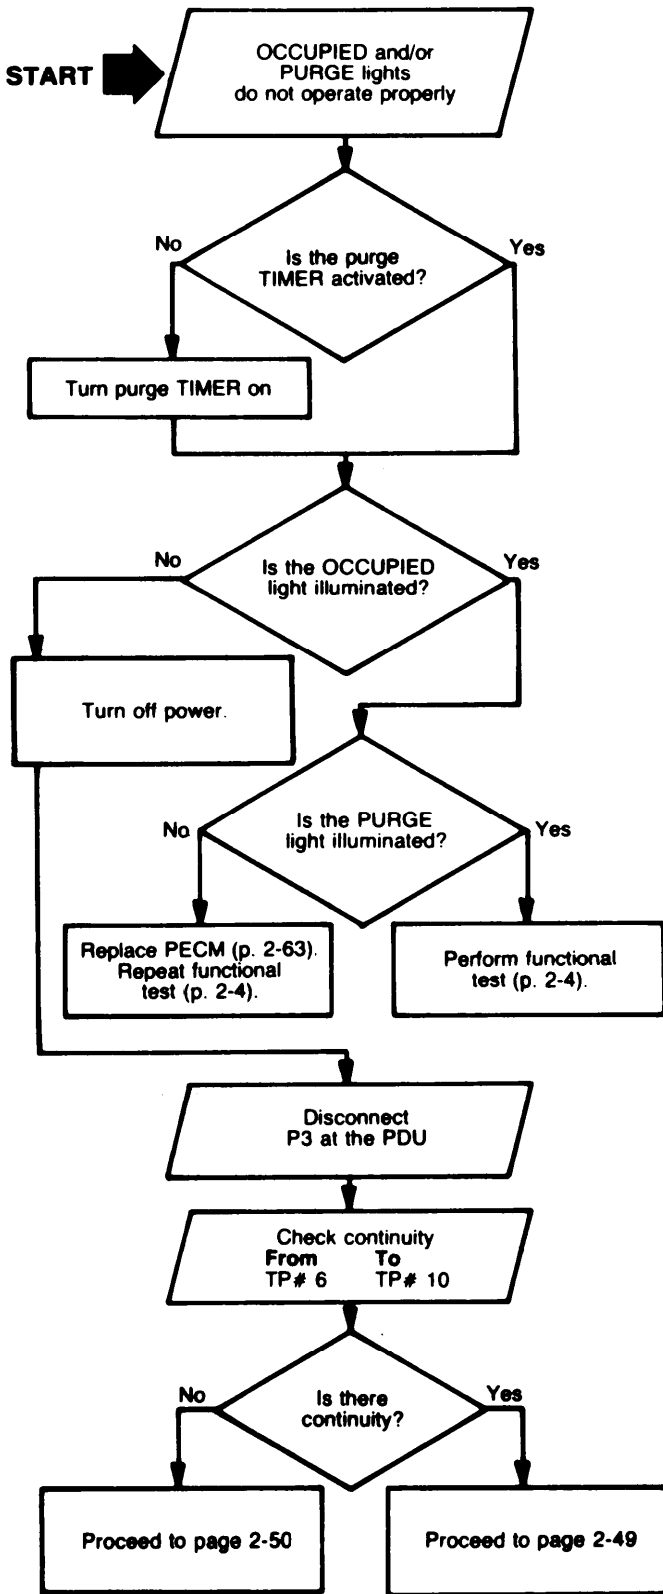 START
OCCUPIED and/or
PURGE lights
do not operate properly
No
Yes
Is the purge
TIMER activated?
Turn purge TIMER on
No
Yes
Is the OCCUPIED
light illuminated?
Turn off power.
Is the PURGE
light illuminated?
No
Yes
Replace PECM (p. 2-63).
Repeat functional
test (p. 2-4).
Perform functional
test (p. 2-4).
Disconnect
P3 at the PDU
Check continuity
From To
TP# 6 TP# 10
No
Yes
Is there
continuity?
Proceed to page 2-50
Proceed to page 2-49